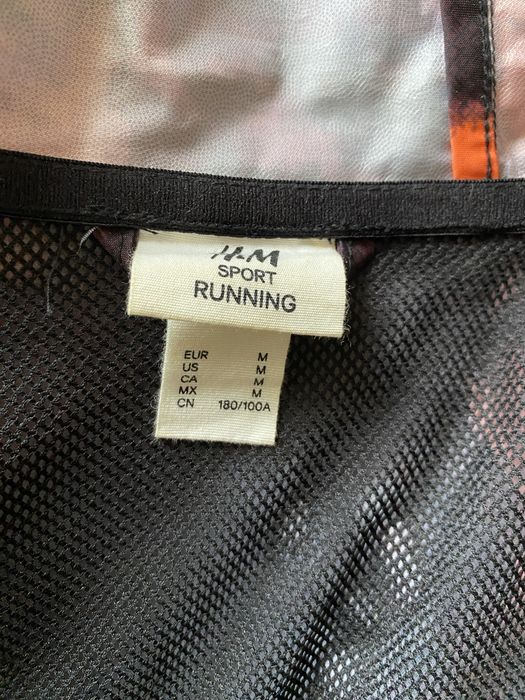 H&M
SPORT
RUNNING
EUR M
US M
CA M
MX M
CN 180/100A